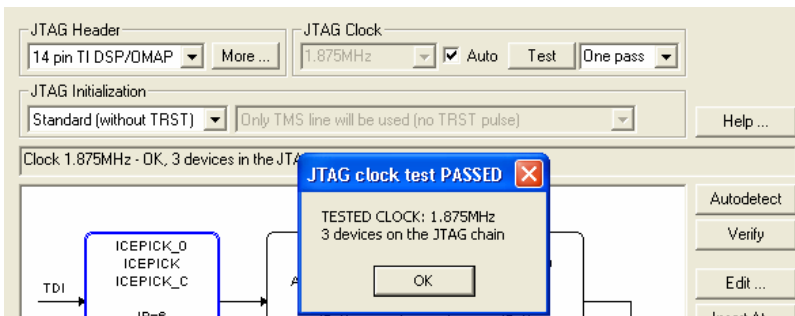 JTAG Header
JTAG Clock
14 pin TI DSP/OMAP
More ...
1.875MHz
Auto
Test
One pass
JTAG Initialization
Standard (without TRST)
Only TMS line will be used (no TRST pulse)
Help ...
Clock 1.875MHz - OK, 3 devices in the JTA
JTAG clock test PASSED
TESTED CLOCK: 1.875MHz
3 devices on the JTAG chain
OK
Autodetect
Verify
Edit ...
ICEPICK_0
ICEPICK
ICEPICK_C
TDI